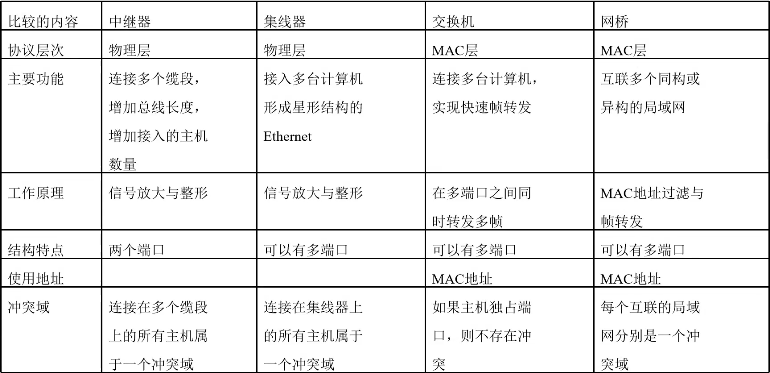 比较的内容 中继器 集线器 交换机 网桥
协议层次 物理层 物理层 MAC层 MAC层
主要功能 连接多个缆段， 接入多台计算机 连接多台计算机， 互联多个同构或
增加总线长度， 形成星形结构的 实现快速帧转发 异构的局域网
增加接入的主机 Ethernet
数量
工作原理 信号放大与整形 信号放大与整形 在多端口之间同 MAC地址过滤与
时转发多帧 帧转发
结构特点 两个端口 可以有多端口 可以有多端口 可以有多端口
使用地址 MAC地址 MAC地址
冲突域 连接在多个缆段 连接在集线器上 如果主机独占端 每个互联的局域
上的所有主机属 的所有主机属于 口，则不存在冲 网分别是一个冲
于一个冲突域 一个冲突域 突 突域